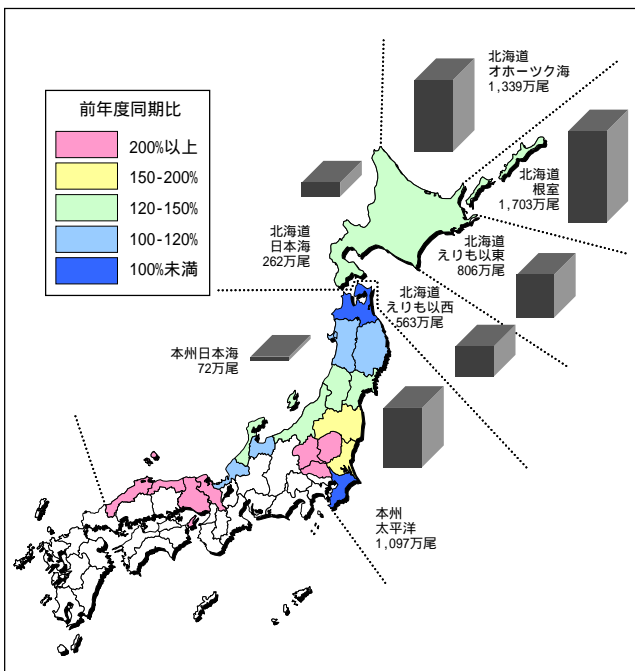 北海道
オホーツク海
1,339万尾
前年度同期比
200%以上
150-200%
120-150%
100-120%
100%未満
北海道
根室
1,703万尾
北海道
日本海
262万尾
北海道
えりも以東
806万尾
北海道
えりも以西
563万尾
本州日本海
72万尾
本州
太平洋
1,097万尾